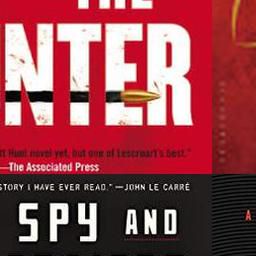 THE
NTER
tt Hunt novel yet, but one of Lescroart's best."
—The Associated Press
STORY I HAVE EVER READ." —JOHN LE CARRÉ
SPY AND
A